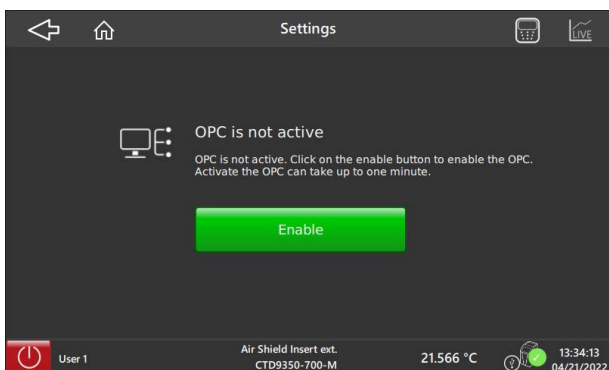 Settings
LIVE
OPC is not active
OPC is not active. Click on the enable button to enable the OPC.
Activate the OPC can take up to one minute.
Enable
User 1
Air Shield Insert ext.
CTD9350-700-M
21.566 °C
13:34:13
04/21/2022